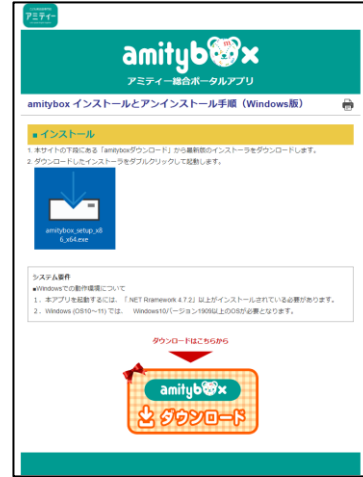 アミティー
amitybox
アミティー総合ポータルアプリ
amitybox インストールとアンインストール手順（Windows版）
■ インストール
1. 本サイトの下段にある「amityboxダウンロード」から最新版のインストーラをダウンロードします。
2. ダウンロードしたインストーラをダブルクリックして起動します。
amitybox_setup_x8
6_x64.exe
システム要件
■Windowsでの動作環境について
１．本アプリを起動するには、「.NET Rramework 4.7.2」以上がインストールされている必要があります。
２．Windows (OS10～11) では、 Windows10バージョン1909以上のOSが必要となります。
ダウンロードはこちらから
amitybox
ダウンロード